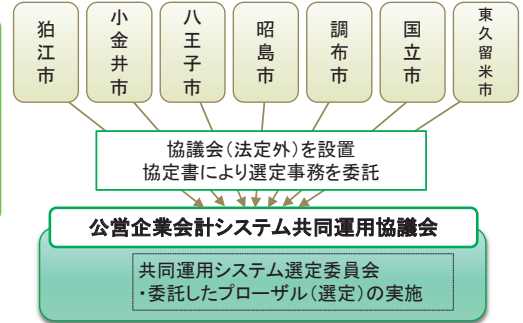 狛江市
小金井市
八王子市
昭島市
調布市
国立市
東久留米市
協議会(法定外)を設置
協定書により選定事務を委託
公営企業会計システム共同運用協議会
共同運用システム選定委員会
・委託したプローザル(選定)の実施